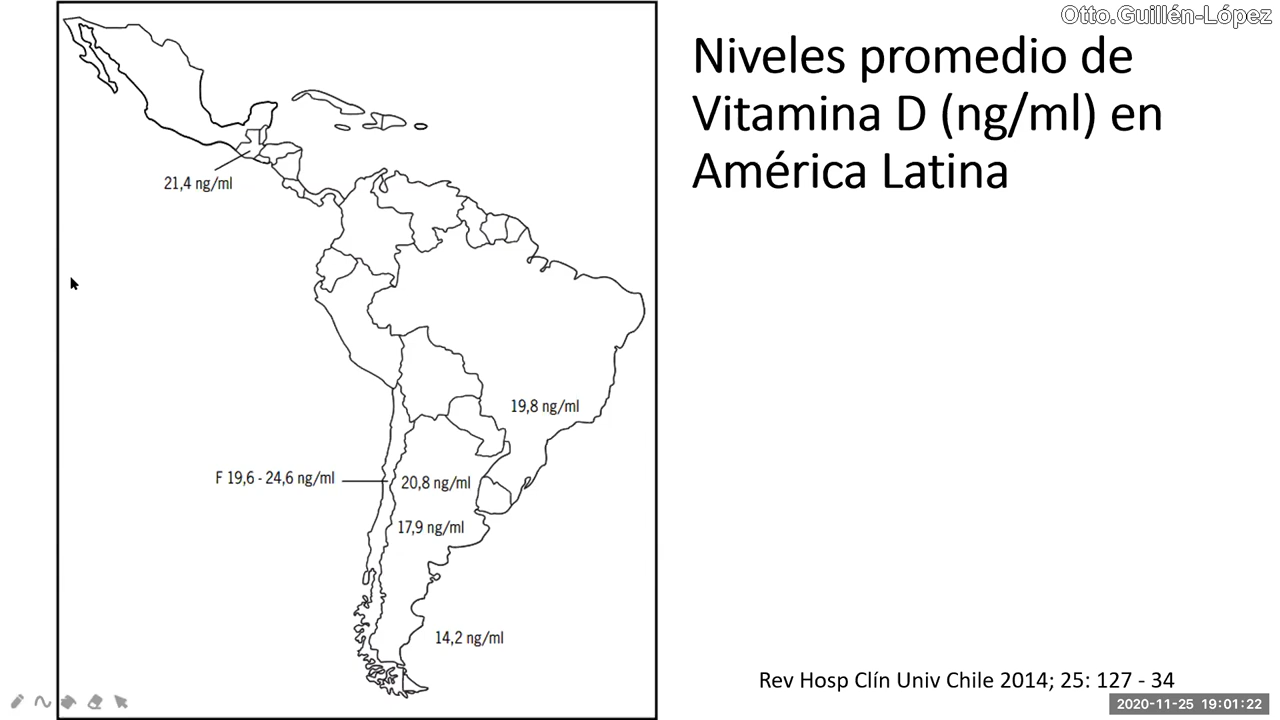 Otto.Guillén-López
Niveles promedio de
Vitamina D (ng/ml) en
América Latina
21,4 ng/ml
19,8 ng/ml
F 19,6 - 24,6 ng/ml
20,8 ng/ml
17,9 ng/ml
14,2 ng/ml
Rev Hosp Clín Univ Chile 2014; 25: 127 - 34
2020-11-25 19:01:22